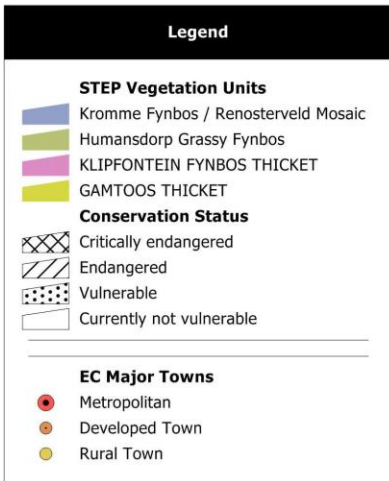 Legend
STEP Vegetation Units
Kromme Fynbos / Renosterveld Mosaic
Humansdorp Grassy Fynbos
KLIPFONTEIN FYNBOS THICKET
GAMTOOS THICKET
Conservation Status
Critically endangered
Endangered
Vulnerable
Currently not vulnerable
EC Major Towns
Metropolitan
Developed Town
Rural Town